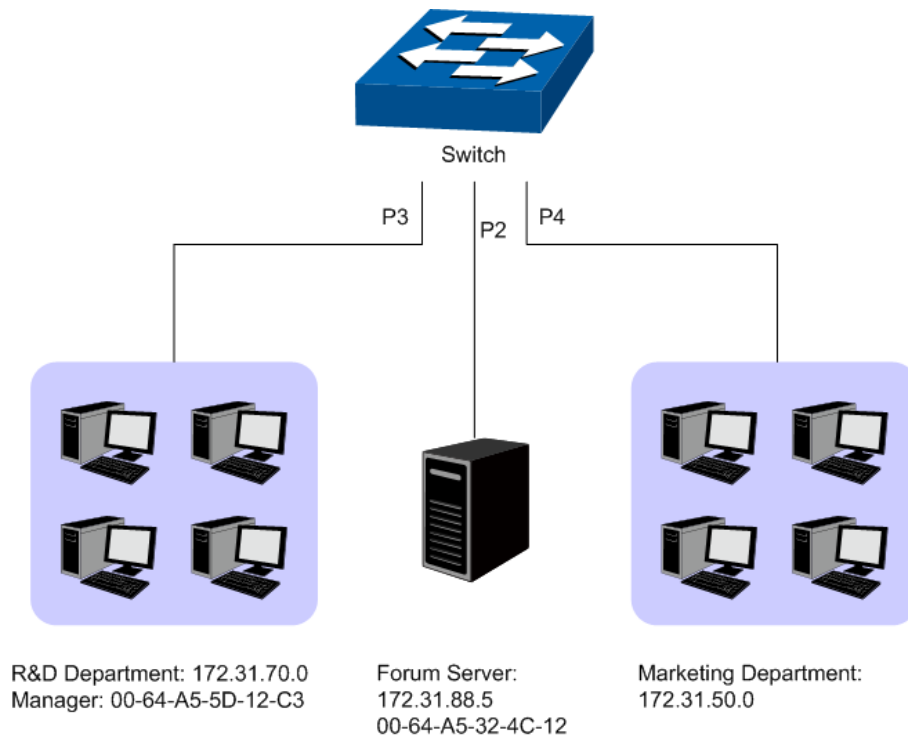 Switch
P3
P2
P4
R&D Department: 172.31.70.0
Manager: 00-64-A5-5D-12-C3
Forum Server:
172.31.88.5
00-64-A5-32-4C-12
Marketing Department:
172.31.50.0